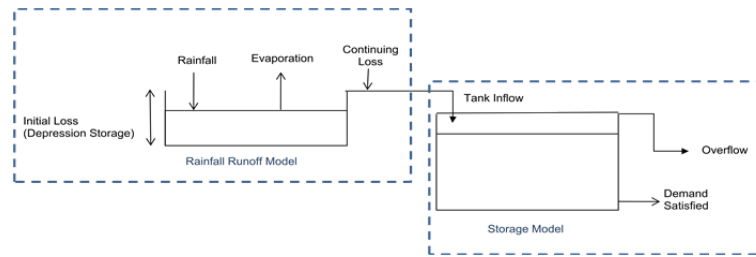 Rainfall
Evaporation
Continuing
Loss
Initial Loss
(Depression Storage)
Rainfall Runoff Model
Tank Inflow
Overflow
Demand
Satisfied
Storage Model